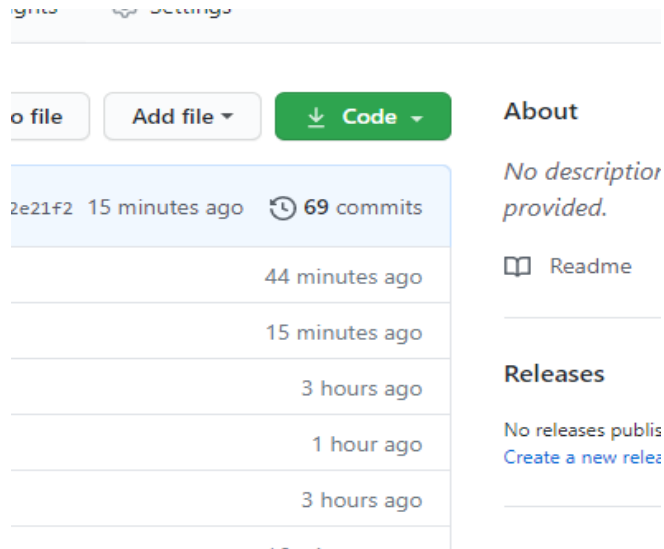 Settings
o file
Add file
Code
2e21f2 15 minutes ago 69 commits
44 minutes ago
15 minutes ago
3 hours ago
1 hour ago
3 hours ago
About
No description
provided.
Readme
Releases
No releases publis
Create a new relea